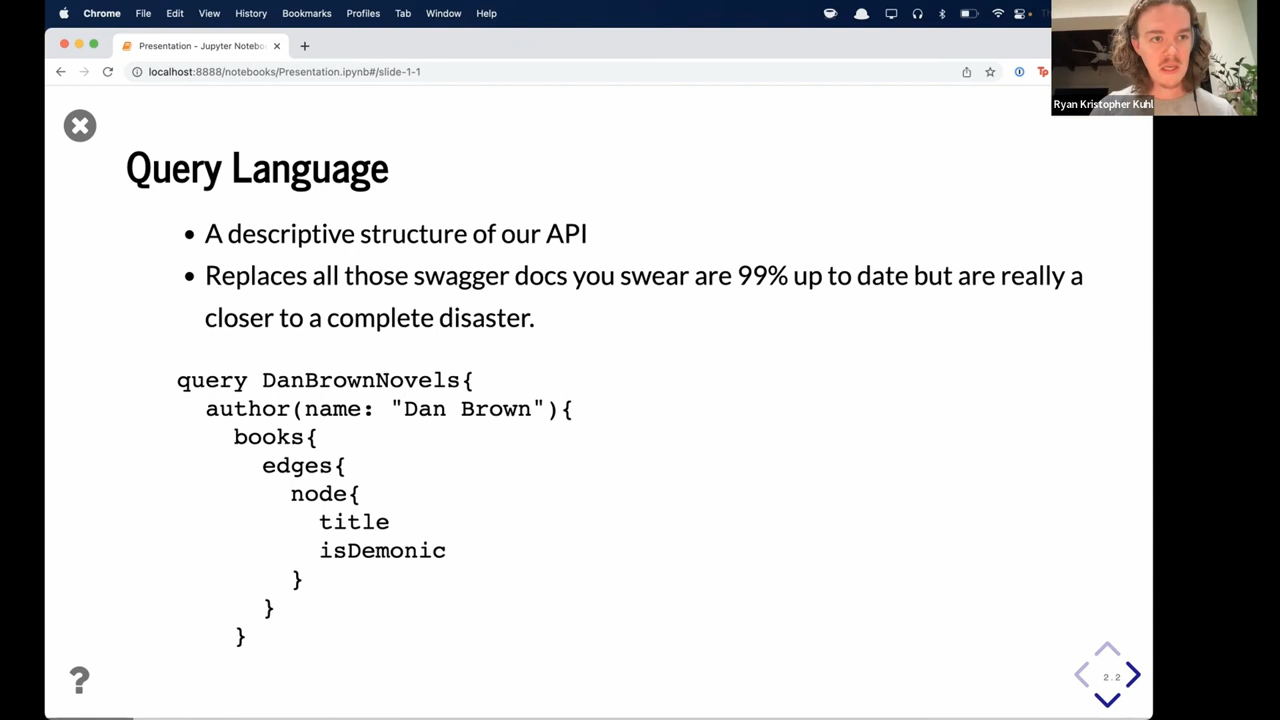 Chrome File Edit View History Bookmarks Profiles Tab Window Help
Presentation - Jupyter Notebo
localhost:8888/notebooks/Presentation.ipynb#/slide-1-1
Tp
Ryan Kristopher Kuhl
Query Language
• A descriptive structure of our API
• Replaces all those swagger docs you swear are 99% up to date but are really a
closer to a complete disaster.
query DanBrownNovels{
author(name: "Dan Brown"){
books{
edges{
node{
title
isDemonic
}
}
}
?
2.2